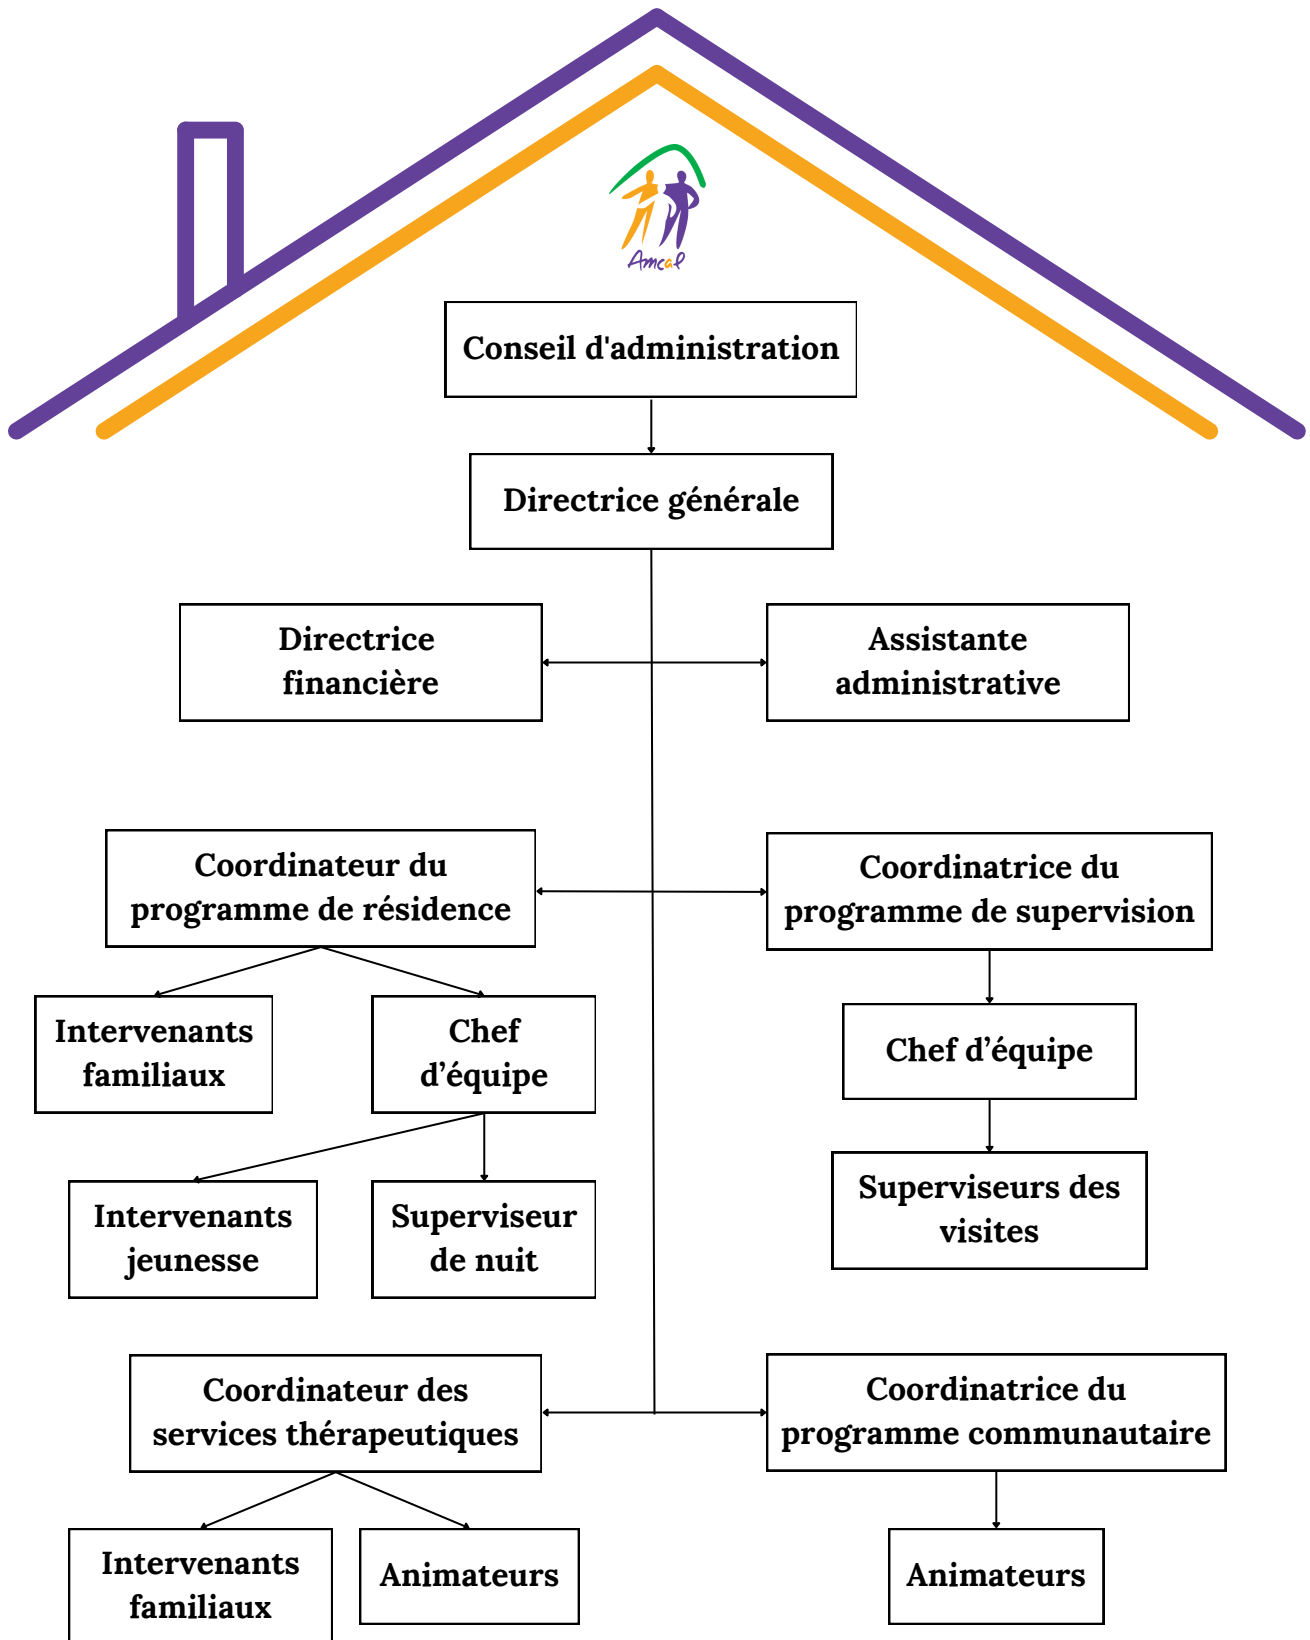 Amcal
Conseil d'administration
Directrice générale
Directrice
financière
Assistante
administrative
Coordinateur du
programme de résidence
Coordinatrice du
programme de supervision
Intervenants
familiaux
Chef
d’équipe
Chef d’équipe
Intervenants
jeunesse
Superviseur
de nuit
Superviseurs des
visites
Coordinateur des
services thérapeutiques
Coordinatrice du
programme communautaire
Intervenants
familiaux
Animateurs
Animateurs